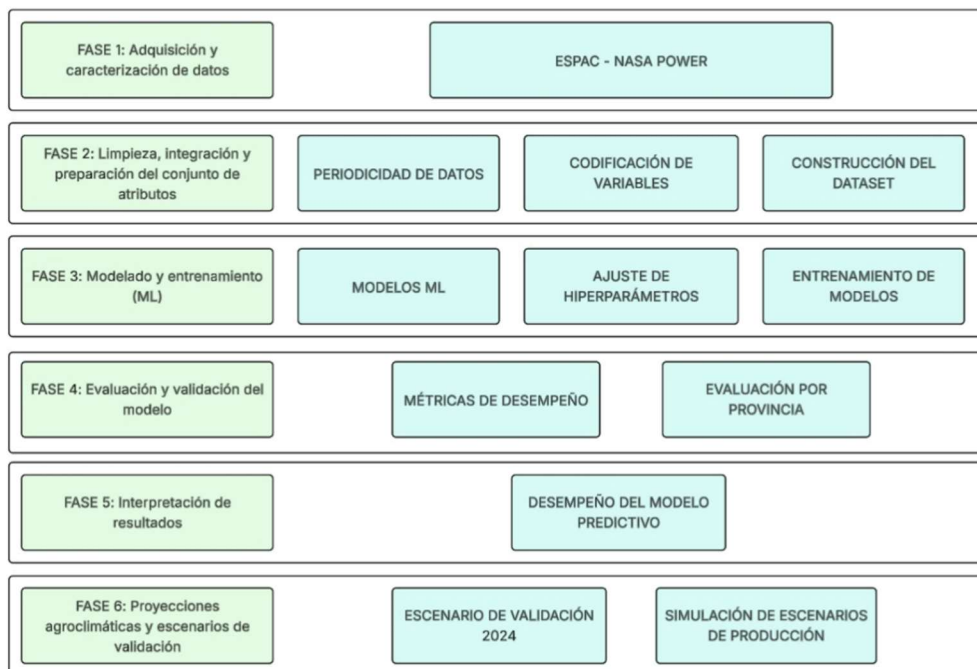 FASE 1: Adquisición y
caracterización de datos
ESPAC - NASA POWER
FASE 2: Limpieza, integración y
preparación del conjunto de
atributos
PERIODICIDAD DE DATOS
CODIFICACIÓN DE
VARIABLES
CONSTRUCCIÓN DEL
DATASET
FASE 3: Modelado y entrenamiento
(ML)
MODELOS ML
AJUSTE DE
HIPERPARÁMETROS
ENTRENAMIENTO DE
MODELOS
FASE 4: Evaluación y validación del
modelo
MÉTRICAS DE DESEMPEÑO
EVALUACIÓN POR
PROVINCIA
FASE 5: Interpretación de
resultados
DESEMPEÑO DEL MODELO
PREDICTIVO
FASE 6: Proyecciones
agroclimáticas y escenarios de
validación
ESCENARIO DE VALIDACIÓN
2024
SIMULACIÓN DE ESCENARIOS
DE PRODUCCIÓN